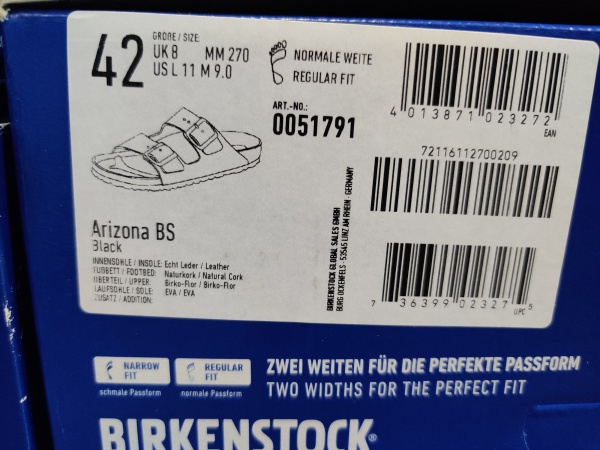 42
GRÖßE / SIZE
UK 8 MM 270
US L 11 M 9.0
NORMALE WEITE
REGULAR FIT
ART.-NO.:
0051791
4 013871 023272
EAN
72116112700209
7 36399 02327 5
UPC
BIRKENSTOCK GLOBAL SALES GMBH
BURG OCKENFELS - 53545 LINZ AM RHEIN - GERMANY
Arizona BS
Black
INNENSOHLE / INSOLE: Echt Leder / Leather
FUßBETT / FOOTBED: Naturkork / Natural Cork
OBERTEIL / UPPER: Birko-Flor / Birko-Flor
LAUFSOHLE / SOLE: EVA / EVA
ZUSATZ / ADDITION:
NARROW FIT
schmale Passform
REGULAR FIT
normale Passform
ZWEI WEITEN FÜR DIE PERFEKTE PASSFORM
TWO WIDTHS FOR THE PERFECT FIT
BIRKENSTOCK®